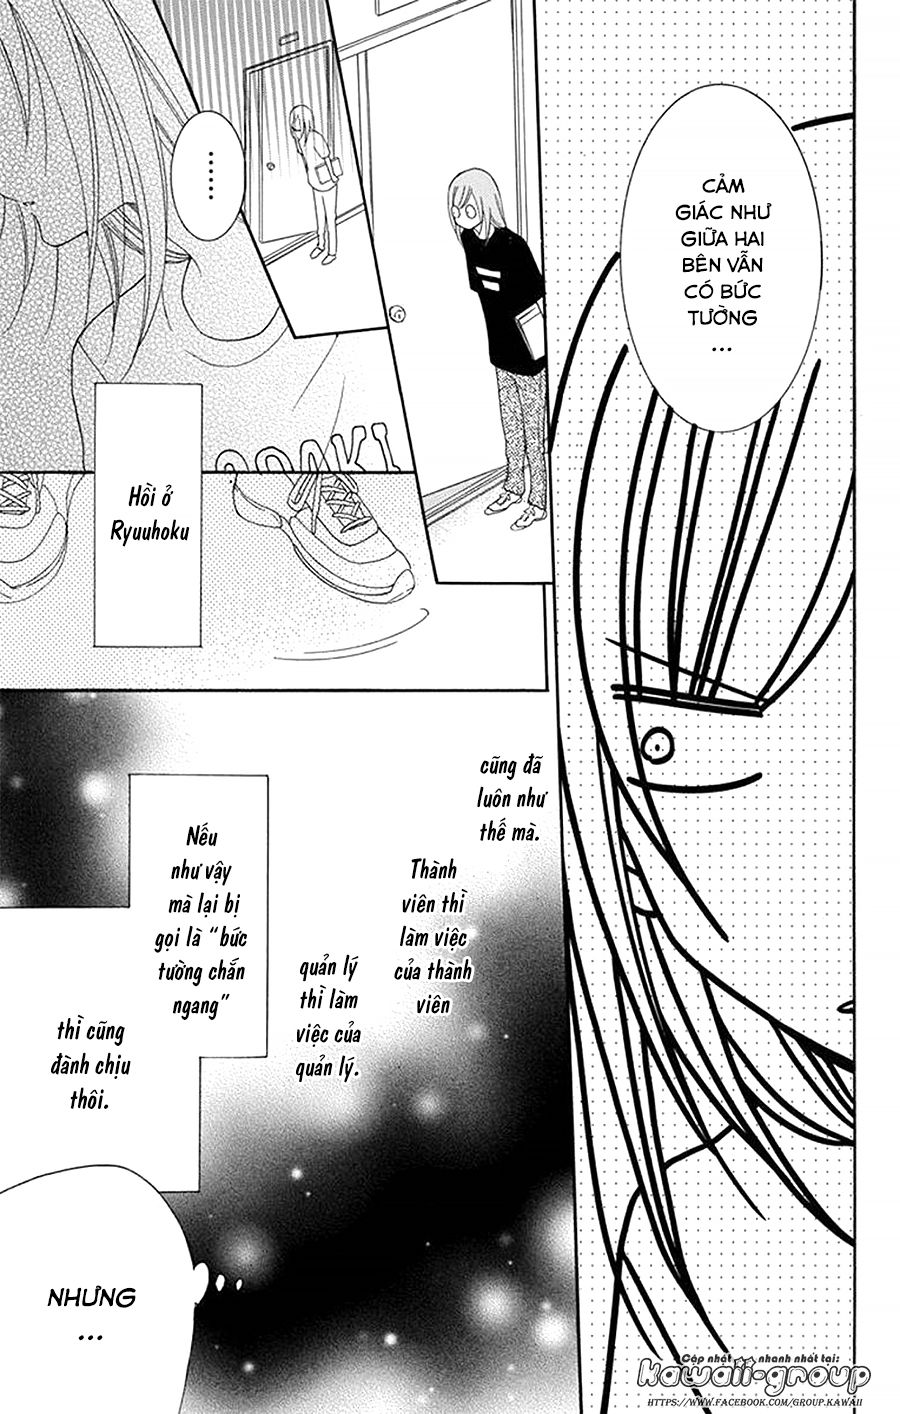 CẢM
GIÁC NHƯ
GIỮA HAI
BÊN VẪN
CÓ BỨC
TƯỜNG
...
......
Hồi ở
Ryuuhoku
cũng đã
luôn như
thế mà.
Thành
viên thì
làm việc
của thành
viên
quản lý
thì làm
việc của
quản lý.
Nếu
như vậy
mà lại bị
gọi là "bức
tường chắn
ngang"
thì cũng
đành chịu
thôi.
NHƯNG
...
Cập nhật nhanh nhất tại:
kawaii-group
HTTPS://WWW.FACEBOOK.COM/GROUP.KAWAII